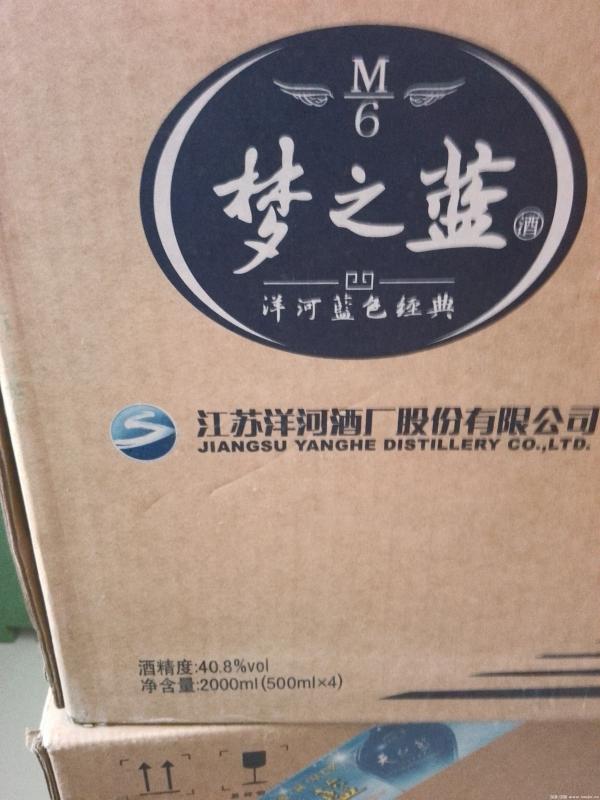 M
6
梦之蓝
酒
洋河蓝色经典
江苏洋河酒厂股份有限公司
JIANGSU YANGHE DISTILLERY CO.,LTD.
酒精度:40.8%vol
净含量:2000ml(500ml×4)